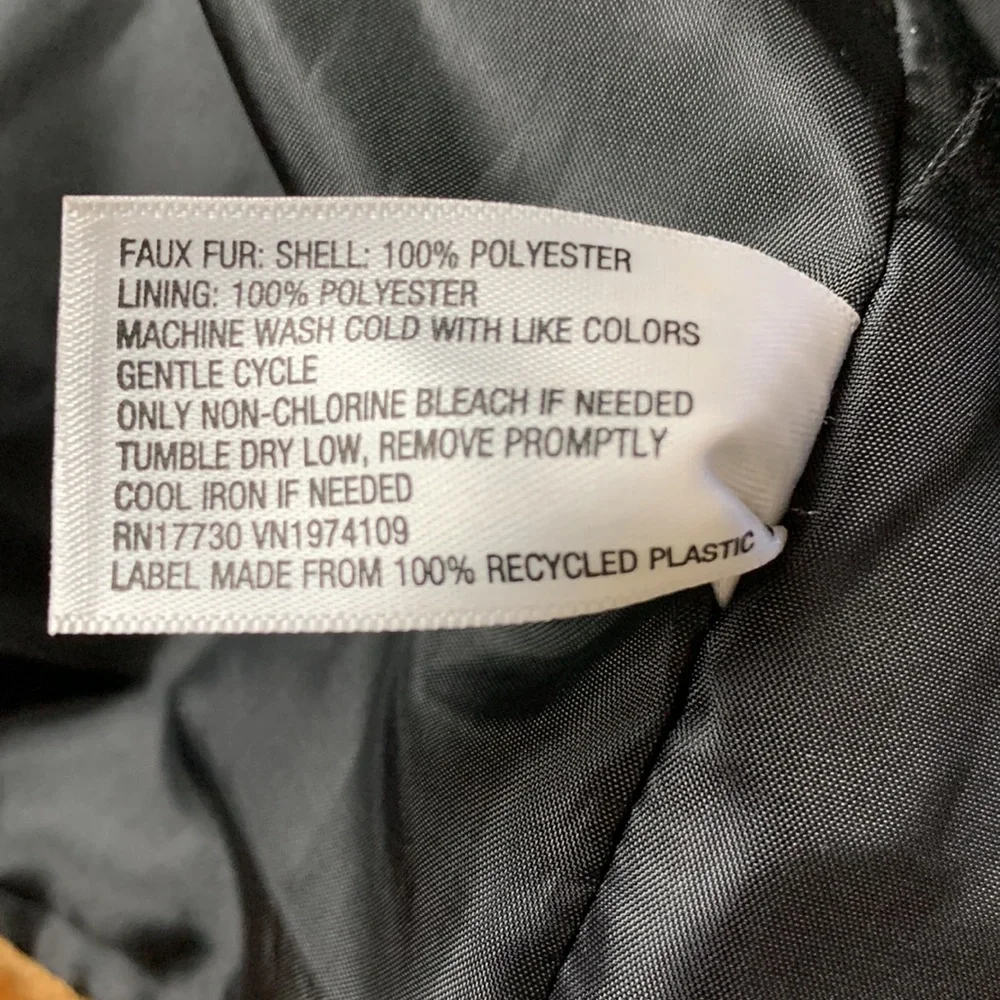 FAUX FUR: SHELL: 100% POLYESTER
LINING: 100% POLYESTER
MACHINE WASH COLD WITH LIKE COLORS
GENTLE CYCLE
ONLY NON-CHLORINE BLEACH IF NEEDED
TUMBLE DRY LOW, REMOVE PROMPTLY
COOL IRON IF NEEDED
RN17730 VN1974109
LABEL MADE FROM 100% RECYCLED PLASTIC